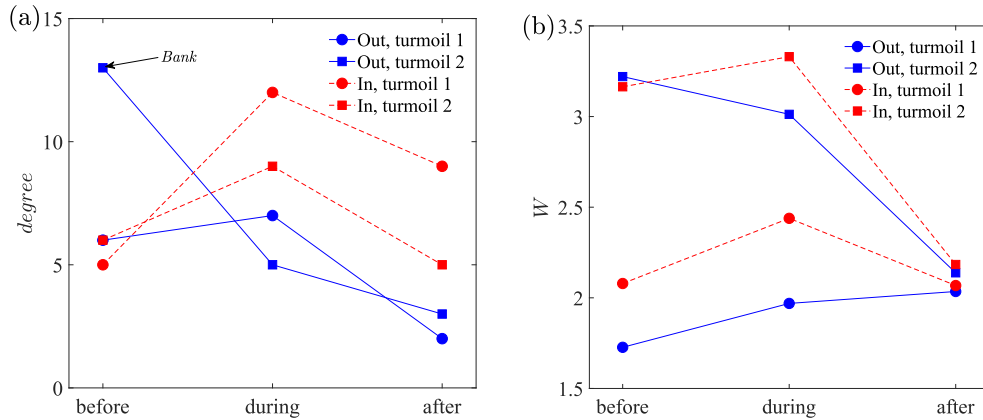 (a)
15
10
5
0
degree
Bank
Out, turmoil 1
Out, turmoil 2
In, turmoil 1
In, turmoil 2
before during after
(b)
3.5
3
2.5
2
1.5
W
Out, turmoil 1
Out, turmoil 2
In, turmoil 1
In, turmoil 2
before during after